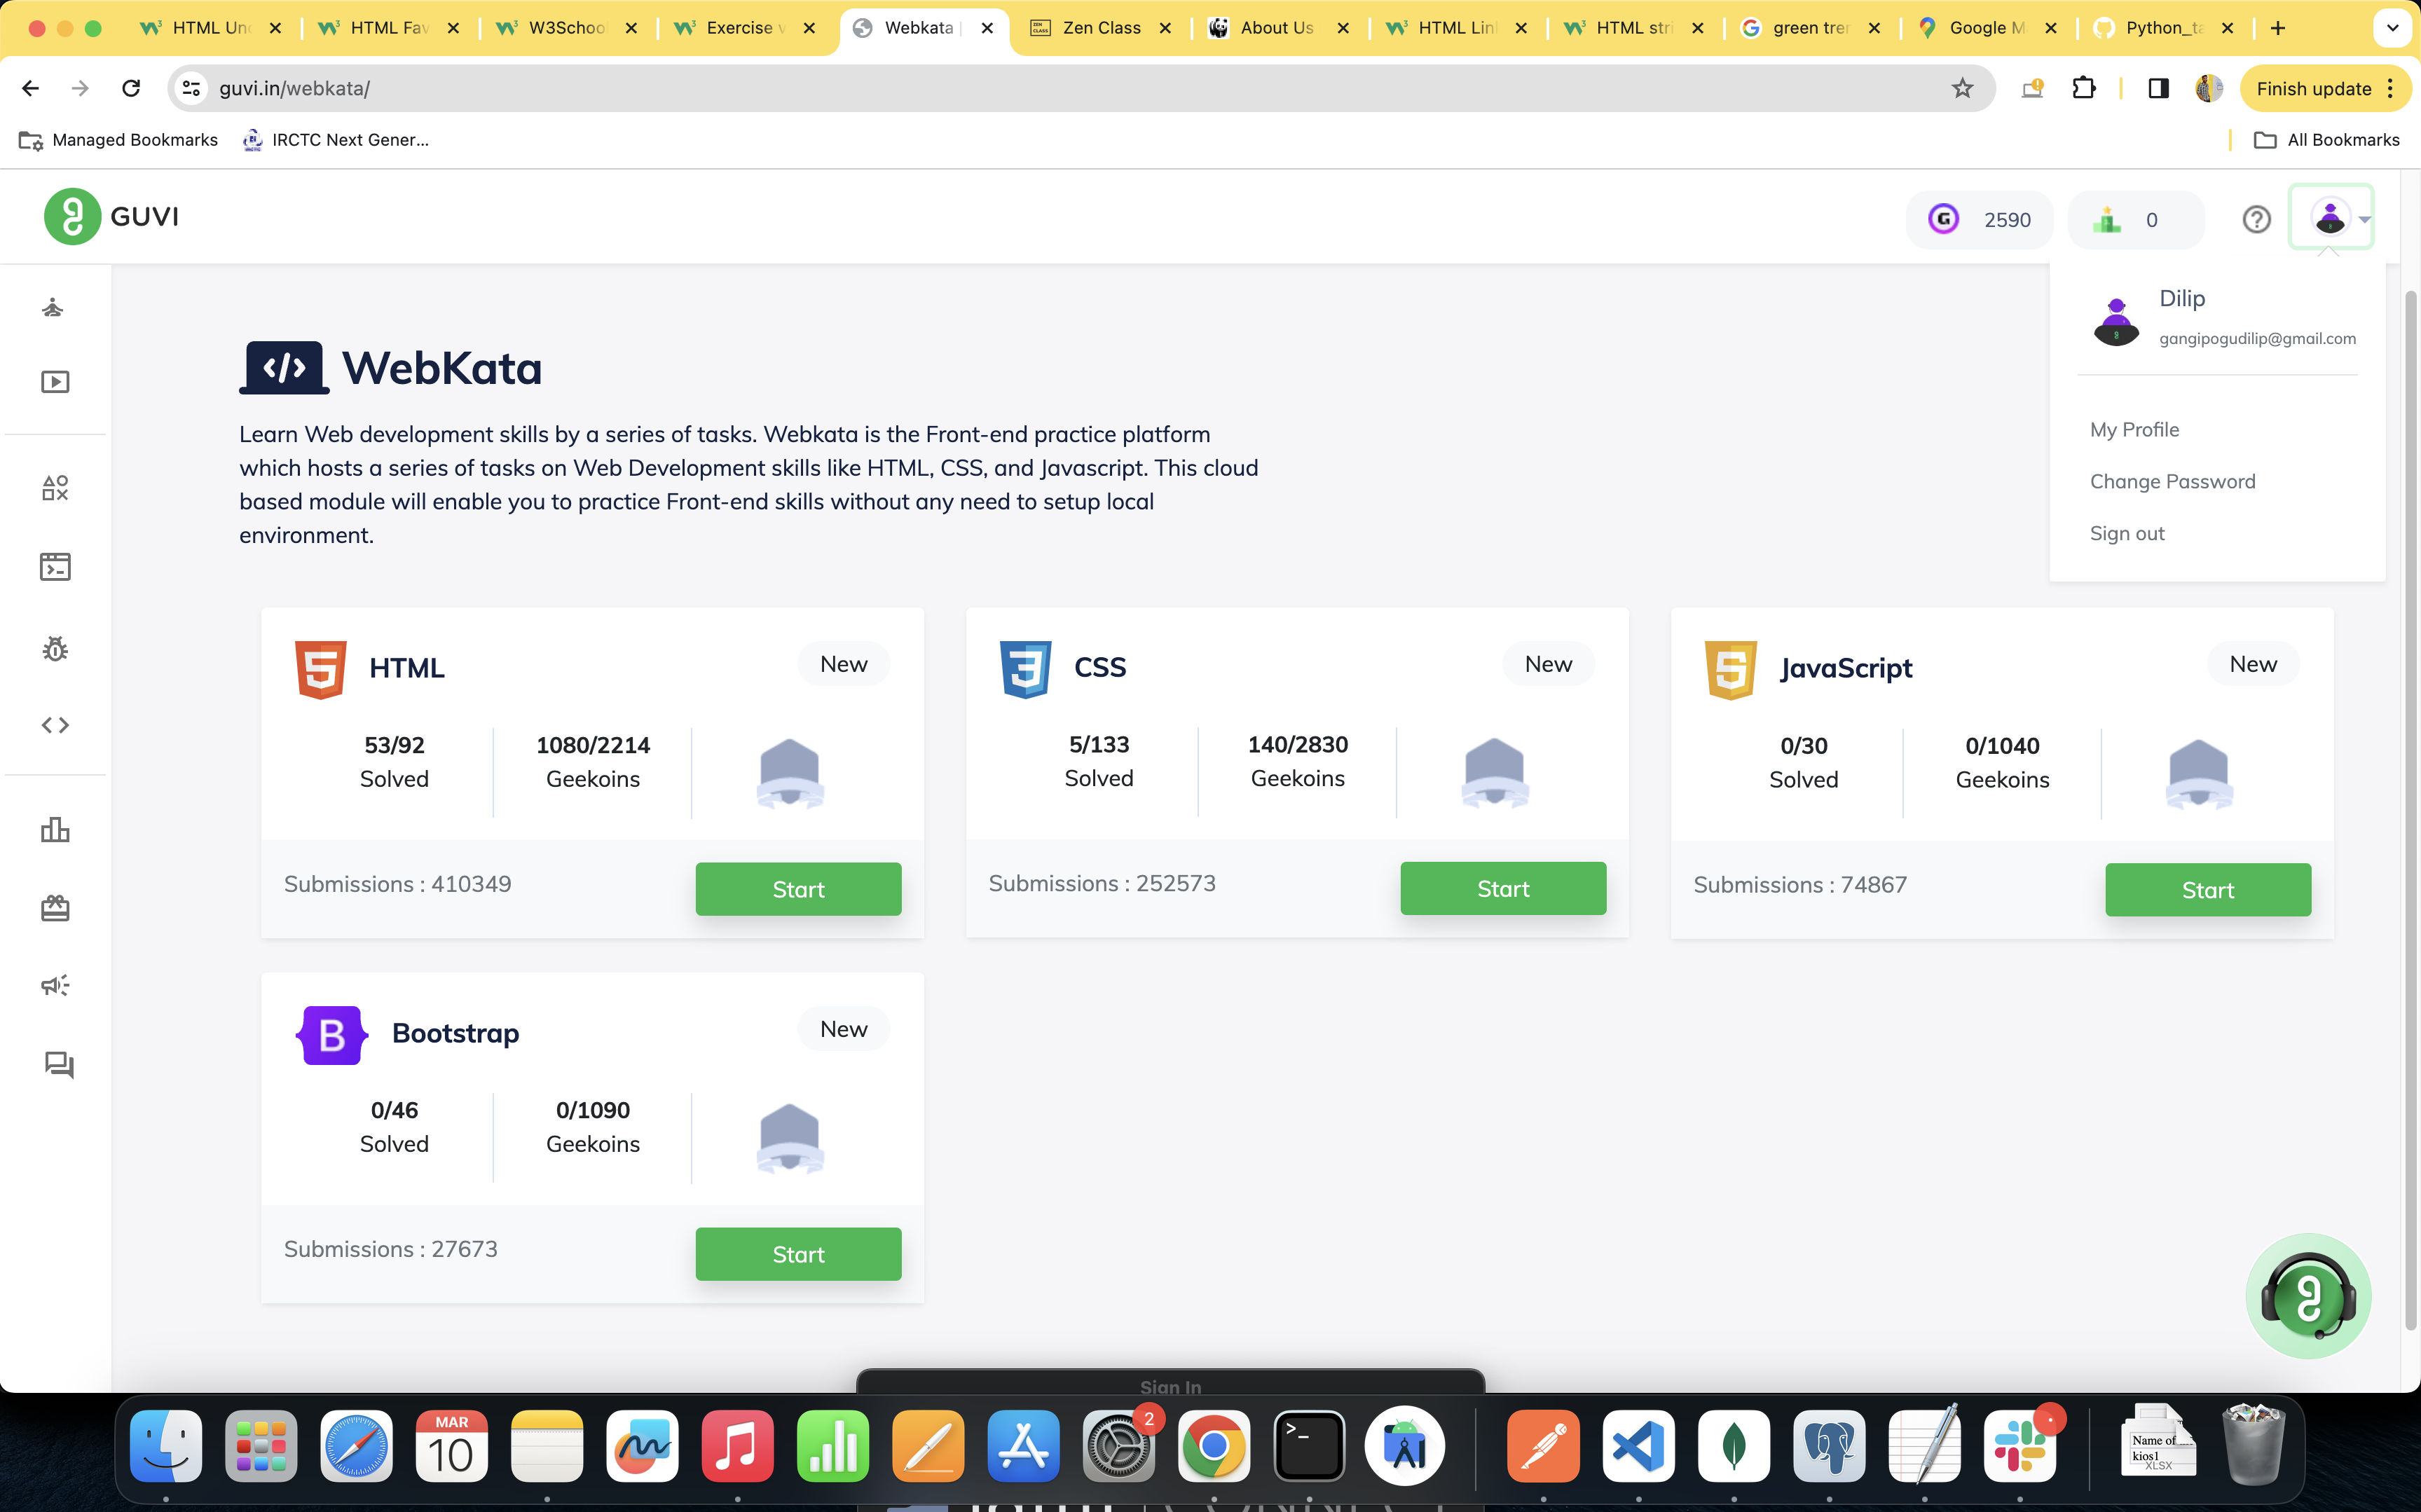 HTML Un
HTML Fav
W3Schoo
Exercise v
Webkata |
Zen Class
About Us
HTML Lin
HTML stri
green tren
Google M
Python_ta
guvi.in/webkata/
Finish update
Managed Bookmarks
IRCTC Next Gener...
All Bookmarks
GUVI
2590
0
Dilip
gangipogudilip@gmail.com
My Profile
Change Password
Sign out
WebKata
Learn Web development skills by a series of tasks. Webkata is the Front-end practice platform
which hosts a series of tasks on Web Development skills like HTML, CSS, and Javascript. This cloud
based module will enable you to practice Front-end skills without any need to setup local
environment.
HTML
New
53/92
Solved
1080/2214
Geekoins
Submissions : 410349
Start
CSS
New
5/133
Solved
140/2830
Geekoins
Submissions : 252573
Start
JavaScript
New
0/30
Solved
0/1040
Geekoins
Submissions : 74867
Start
Bootstrap
New
0/46
Solved
0/1090
Geekoins
Submissions : 27673
Start
Sign In
MAR
10
2
Name of
kios1
XLSX